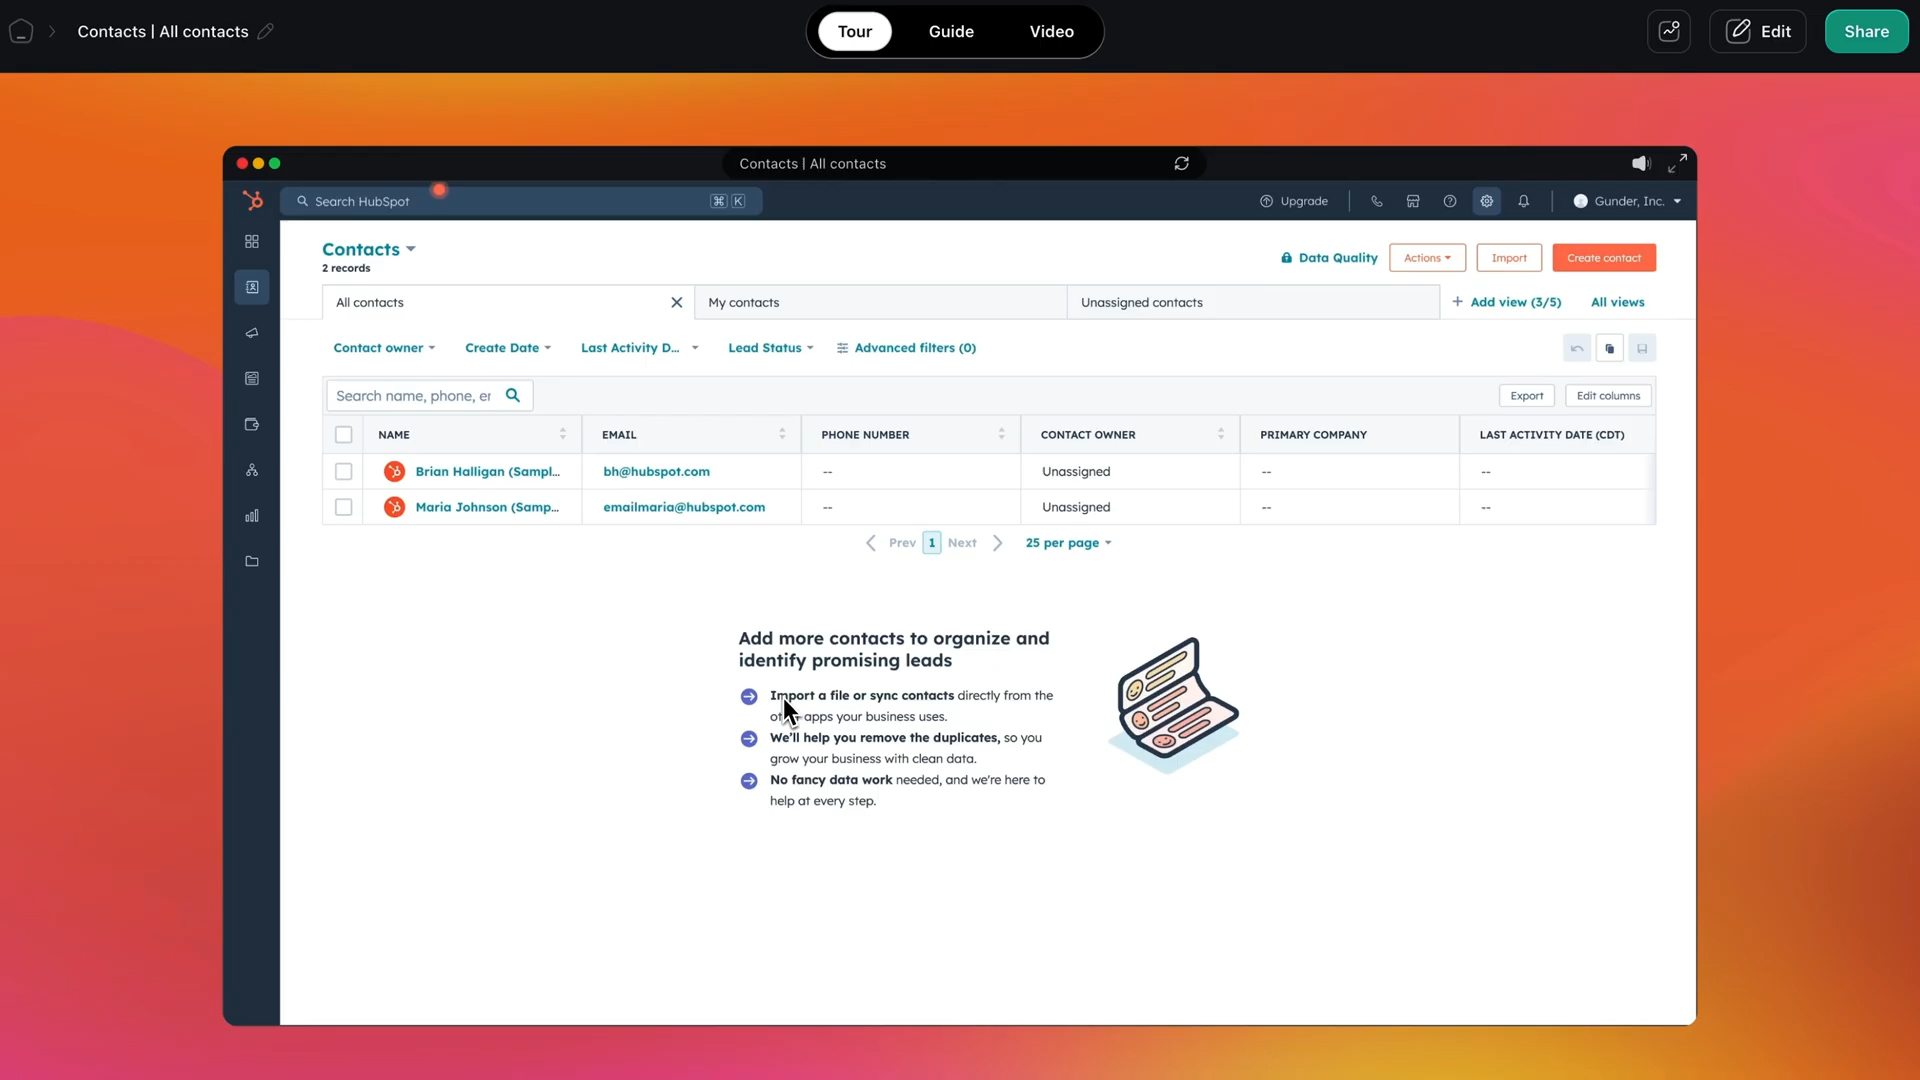 Contacts | All contacts
Tour
Guide
Video
Edit
Share
Contacts | All contacts
Search HubSpot
⌘ K
Upgrade
Gunder, Inc.
Contacts
2 records
Data Quality
Actions
Import
Create contact
All contacts
My contacts
Unassigned contacts
+ Add view (3/5)
All views
Contact owner
Create Date
Last Activity D...
Lead Status
Advanced filters (0)
Search name, phone, er
Export
Edit columns
NAME EMAIL PHONE NUMBER CONTACT OWNER PRIMARY COMPANY LAST ACTIVITY DATE (CDT)
Brian Halligan (Sampl... bh@hubspot.com -- Unassigned -- --
Maria Johnson (Samp... emailmaria@hubspot.com -- Unassigned -- --
Prev 1 Next
25 per page
Add more contacts to organize and
identify promising leads
Import a file or sync contacts directly from the
apps your business uses.
We'll help you remove the duplicates, so you
grow your business with clean data.
No fancy data work needed, and we're here to
help at every step.